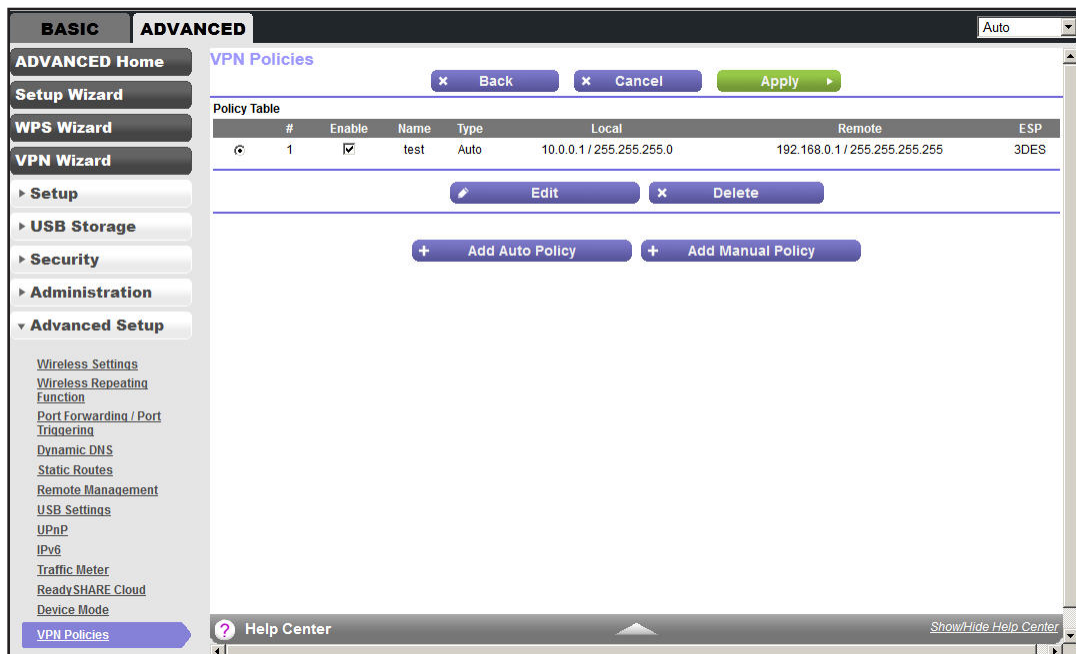 BASIC
ADVANCED
Auto
ADVANCED Home
Setup Wizard
WPS Wizard
VPN Wizard
Setup
USB Storage
Security
Administration
Advanced Setup
Wireless Settings
Wireless Repeating
Function
Port Forwarding / Port
Triggering
Dynamic DNS
Static Routes
Remote Management
USB Settings
UPnP
IPv6
Traffic Meter
ReadySHARE Cloud
Device Mode
VPN Policies
VPN Policies
Back Cancel Apply
Policy Table
# Enable Name Type Local Remote ESP
1 test Auto 10.0.0.1 / 255.255.255.0 192.168.0.1 / 255.255.255.255 3DES
Edit Delete
Add Auto Policy Add Manual Policy
? Help Center Show/Hide Help Center